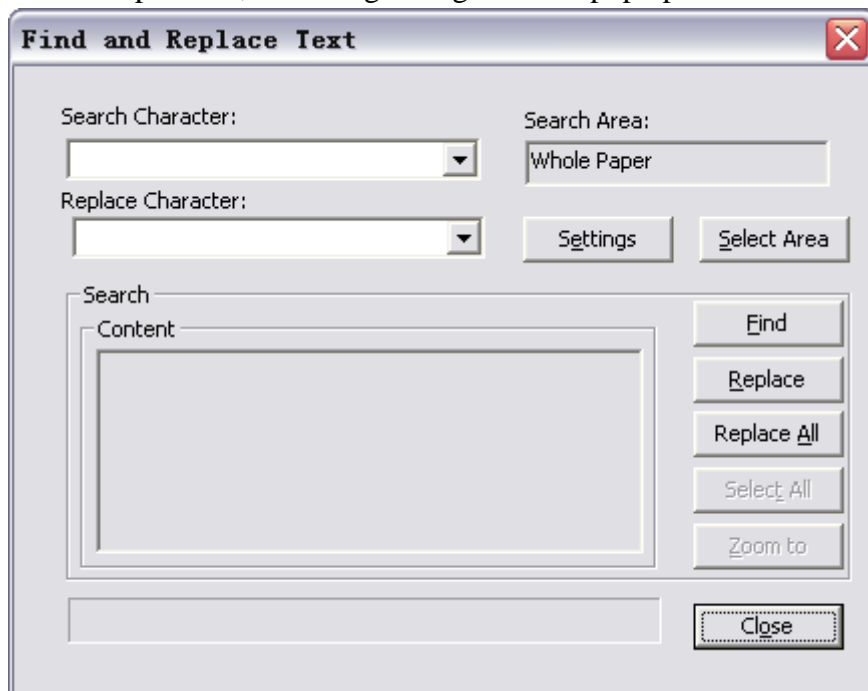 Find and Replace Text
Search Character:
Search Area:
Whole Paper
Replace Character:
Settings
Select Area
Search
Content
Find
Replace
Replace All
Select All
Zoom to
Close